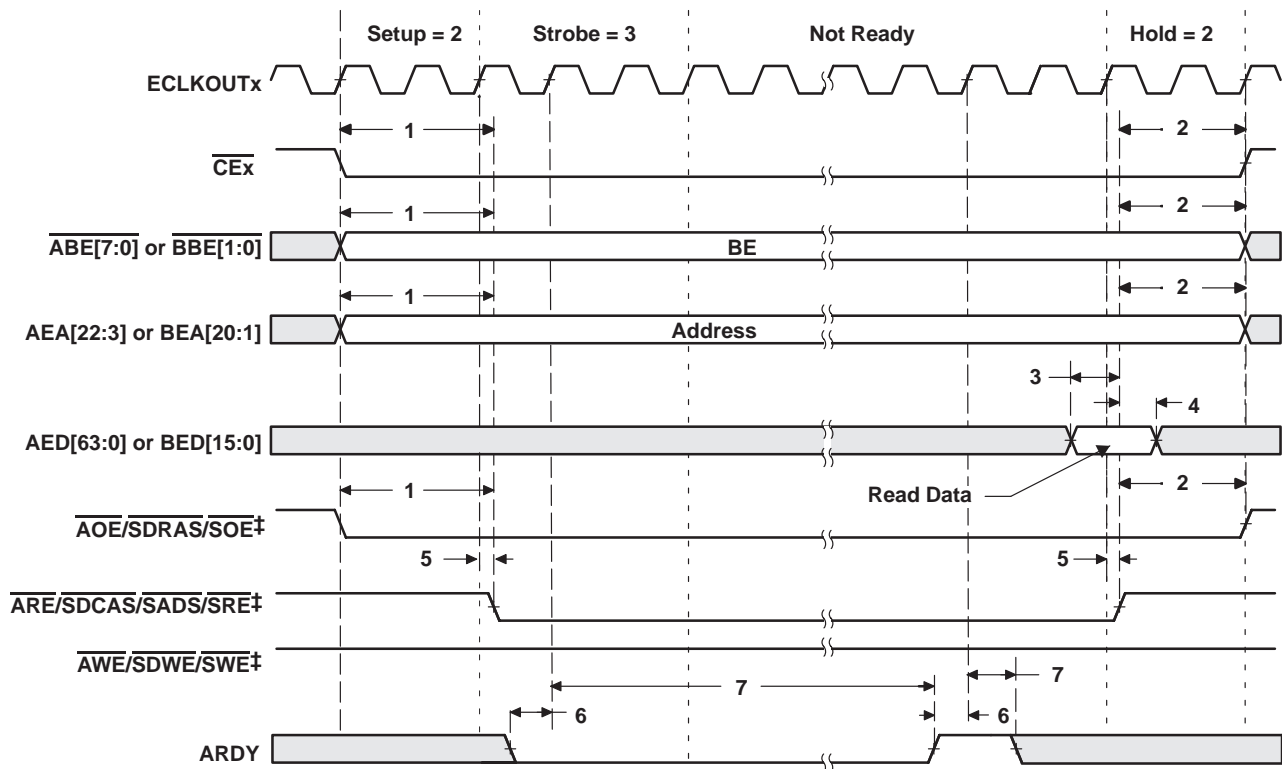 Setup = 2 Strobe = 3 Not Ready Hold = 2
ECLKOUTx
1 2
CEx
1 2
ABE[7:0] or BBE[1:0] BE
1 2
AEA[22:3] or BEA[20:1] Address
3
4
AED[63:0] or BED[15:0]
1 Read Data 2
AOE/SDRAS/SOE‡
5 5
ARE/SDCAS/SADS/SRE‡
AWE/SDWE/SWE‡
7 7
6 6
ARDY